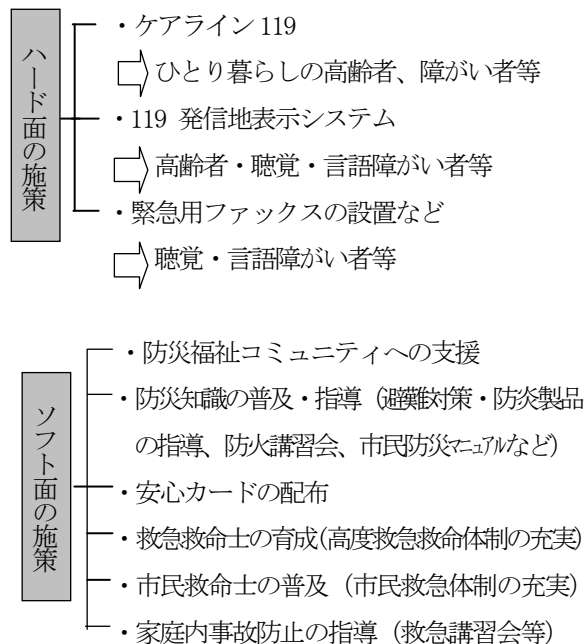 ハード面の施策
・ケアライン119
ひとり暮らしの高齢者、障がい者等
・119 発信地表示システム
高齢者・聴覚・言語障がい者等
・緊急用ファックスの設置など
聴覚・言語障がい者等
ソフト面の施策
・防災福祉コミュニティへの支援
・防災知識の普及・指導（避難対策・防炎製品
の指導、防火講習会、市民防災マニュアルなど）
・安心カードの配布
・救急救命士の育成(高度救急救命体制の充実)
・市民救命士の普及（市民救急体制の充実）
・家庭内事故防止の指導（救急講習会等）